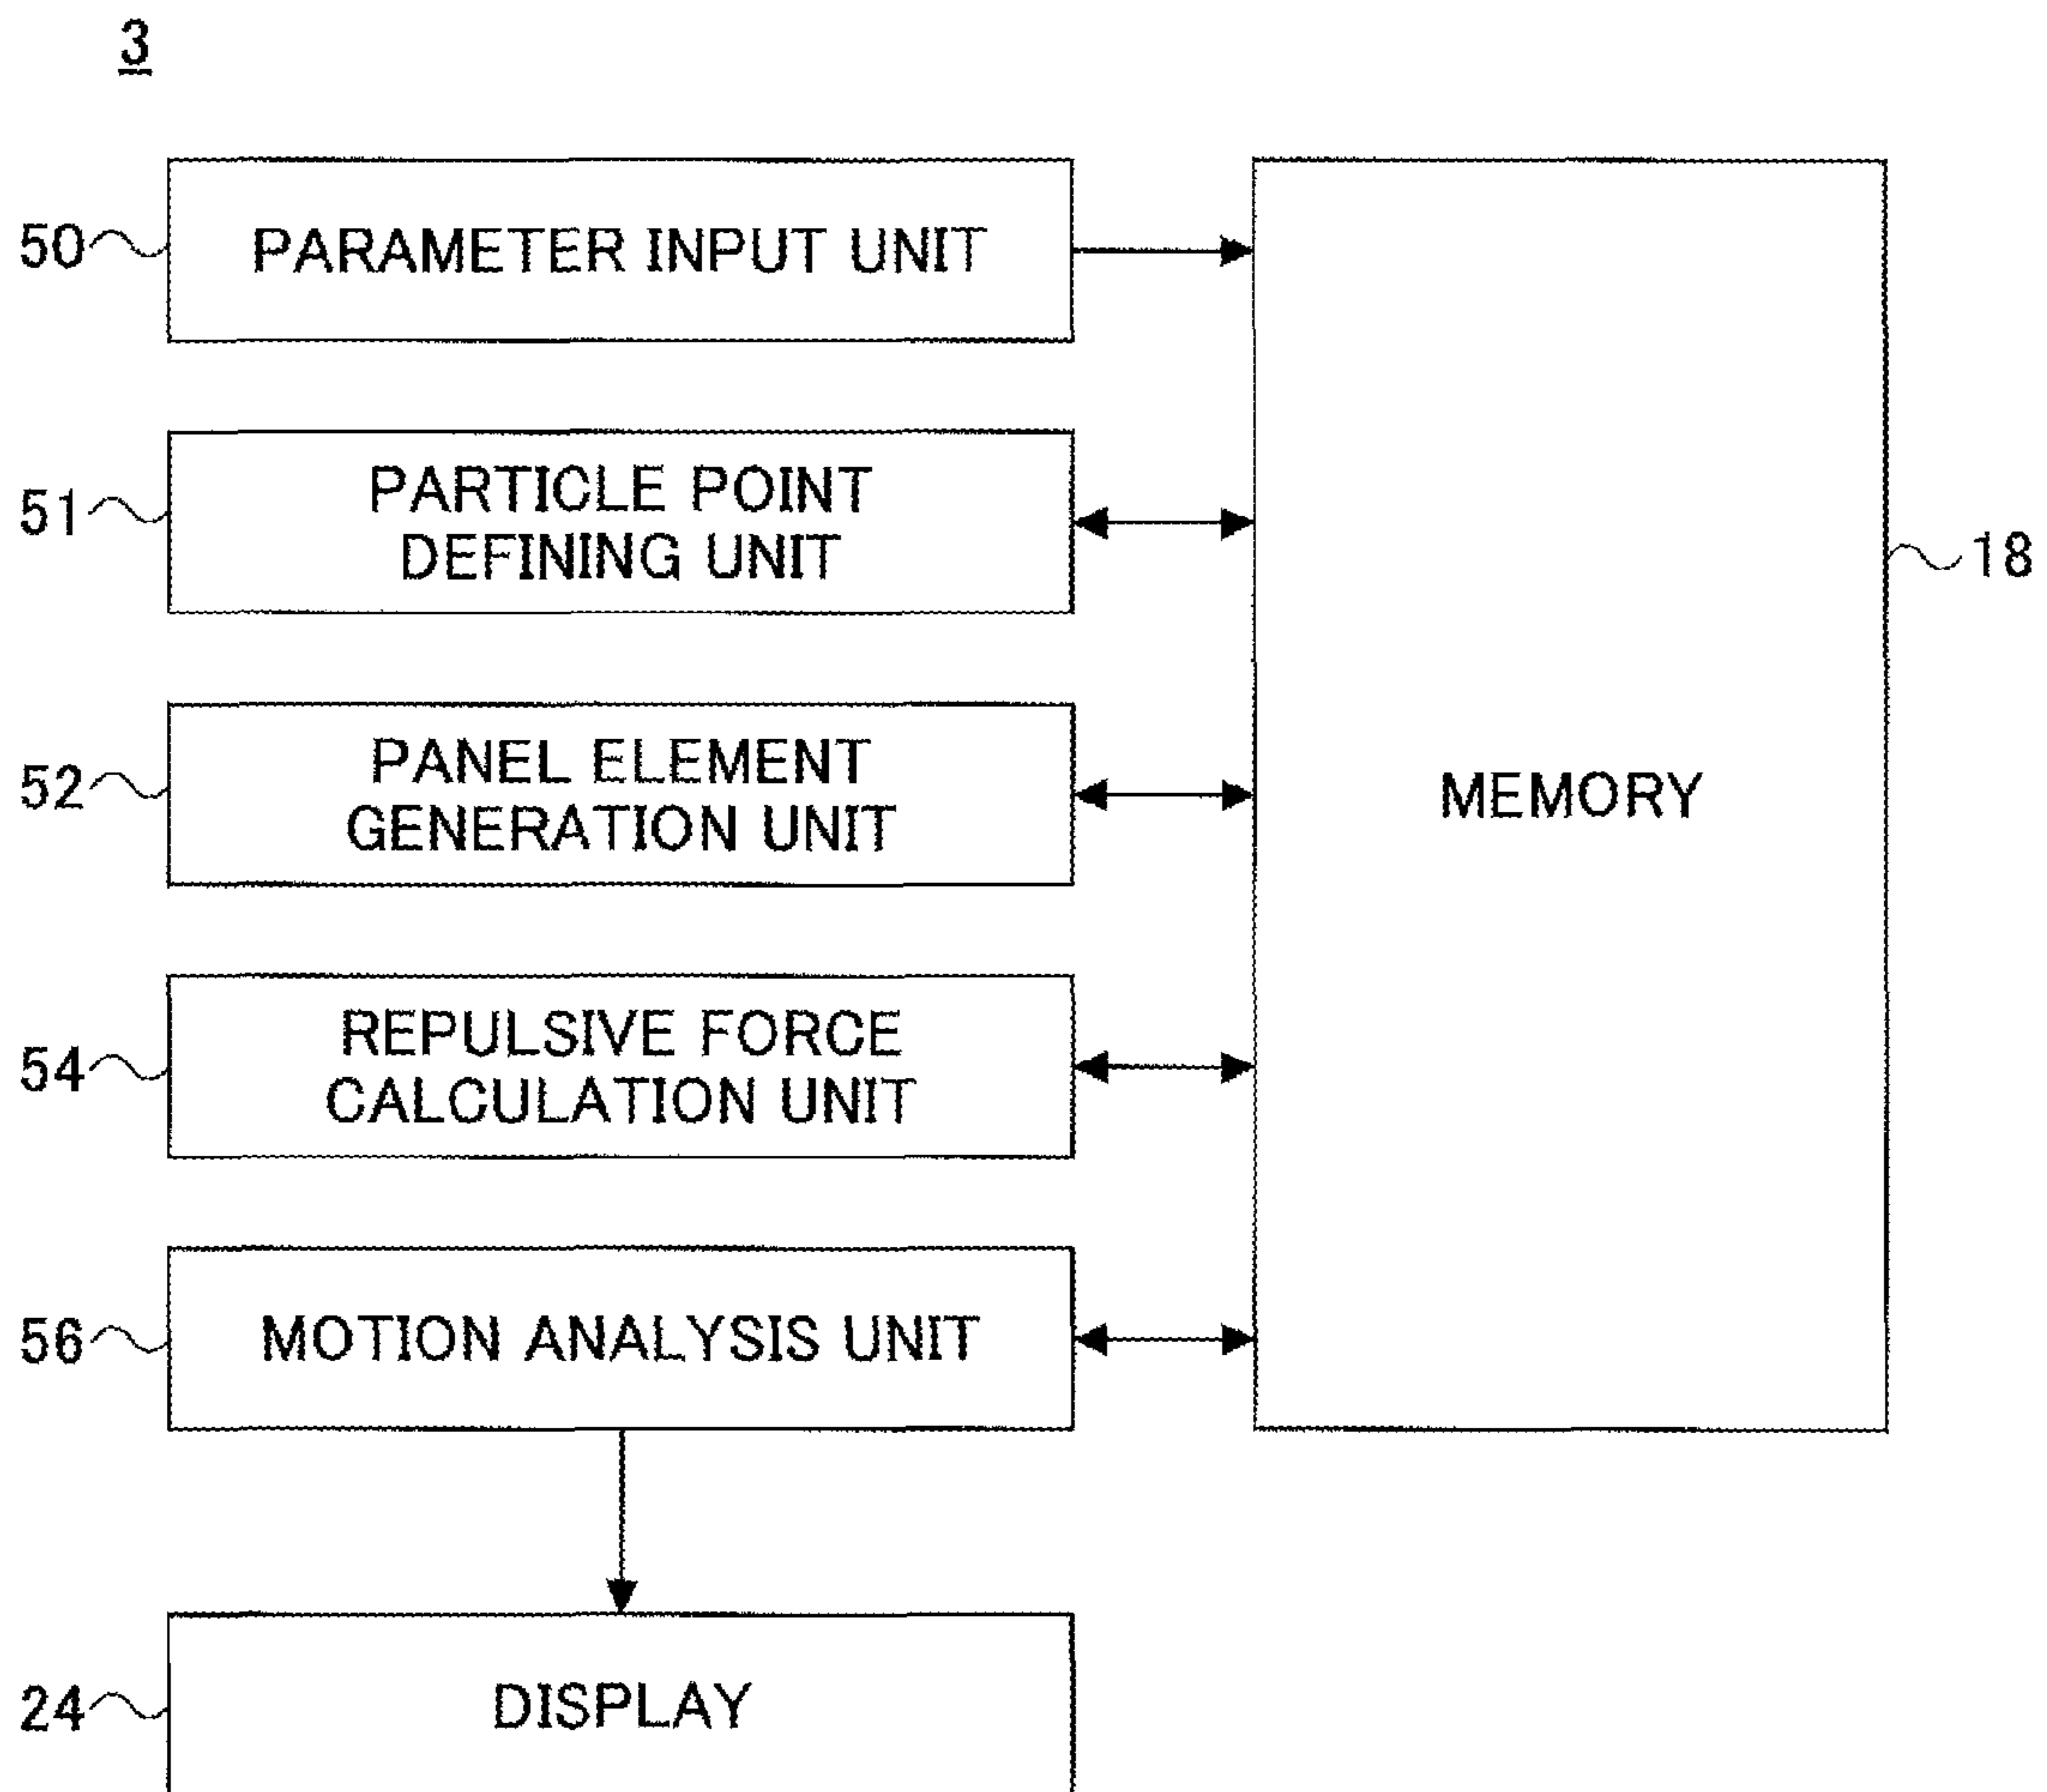 3
50
PARAMETER INPUT UNIT
51
PARTICLE POINT
DEFINING UNIT
18
52
PANEL ELEMENT
GENERATION UNIT
MEMORY
54
REPULSIVE FORCE
CALCULATION UNIT
56
MOTION ANALYSIS UNIT
24
DISPLAY